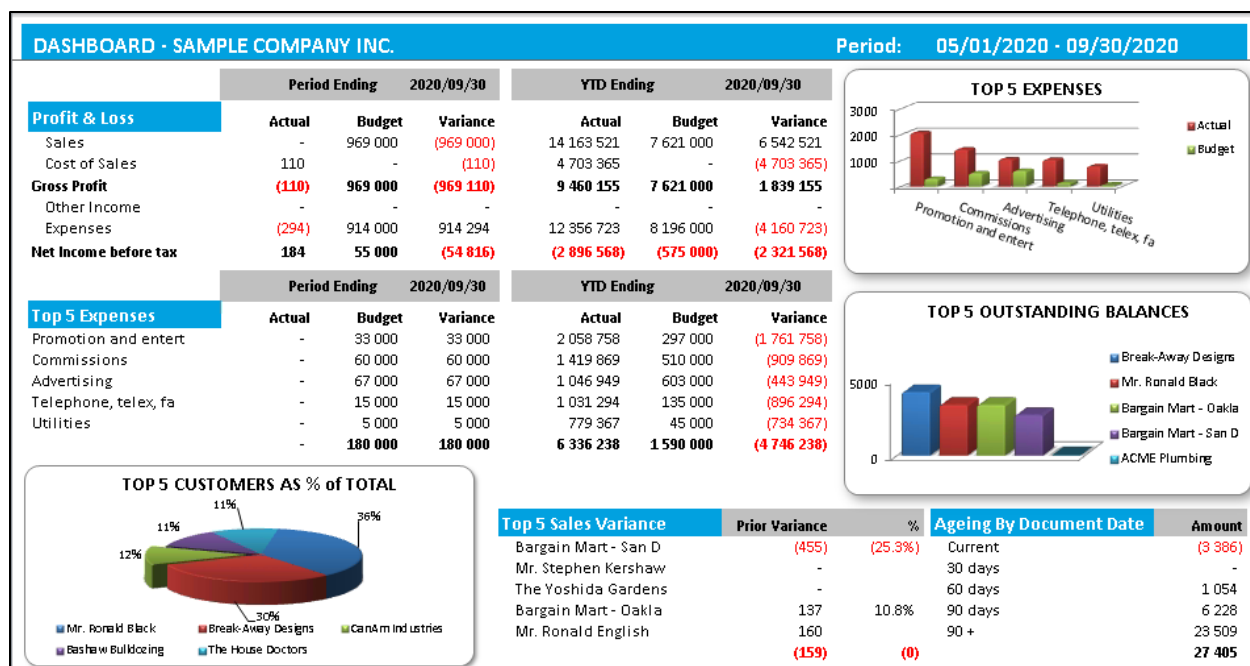 DASHBOARD - SAMPLE COMPANY INC. Period: 05/01/2020 - 09/30/2020
Period Ending 2020/09/30 YTD Ending 2020/09/30
Profit & Loss Actual Budget Variance Actual Budget Variance
Sales - 969 000 (969 000) 14 163 521 7 621 000 6 542 521
Cost of Sales 110 - (110) 4 703 365 - (4 703 365)
Gross Profit (110) 969 000 (969 110) 9 460 155 7 621 000 1 839 155
Other Income - - - - - -
Expenses (294) 914 000 914 294 12 356 723 8 196 000 (4 160 723)
Net Income before tax 184 55 000 (54 816) (2 896 568) (575 000) (2 321 568)
TOP 5 EXPENSES
3000
2000
1000
-
Promotion and entert
Commissions
Advertising
Telephone, telex, fa
Utilities
Actual
Budget
Period Ending 2020/09/30 YTD Ending 2020/09/30
Top 5 Expenses Actual Budget Variance Actual Budget Variance
Promotion and entert - 33 000 33 000 2 058 758 297 000 (1 761 758)
Commissions - 60 000 60 000 1 419 869 510 000 (909 869)
Advertising - 67 000 67 000 1 046 949 603 000 (443 949)
Telephone, telex, fa - 15 000 15 000 1 031 294 135 000 (896 294)
Utilities - 5 000 5 000 779 367 45 000 (734 367)
- 180 000 180 000 6 336 238 1 590 000 (4 746 238)
TOP 5 OUTSTANDING BALANCES
5000
0
Break-Away Designs
Mr. Ronald Black
Bargain Mart - Oakla
Bargain Mart - San D
ACME Plumbing
TOP 5 CUSTOMERS AS % of TOTAL
11%
36%
11%
12%
30%
Mr. Ronald Black Break-Away Designs CanAm Industries
Bashaw Bulldozing The House Doctors
Top 5 Sales Variance Prior Variance %
Bargain Mart - San D (455) (25.3%)
Mr. Stephen Kershaw -
The Yoshida Gardens -
Bargain Mart - Oakla 137 10.8%
Mr. Ronald English 160
(159) (0)
Ageing By Document Date Amount
Current (3 386)
30 days -
60 days 1 054
90 days 6 228
90 + 23 509
27 405